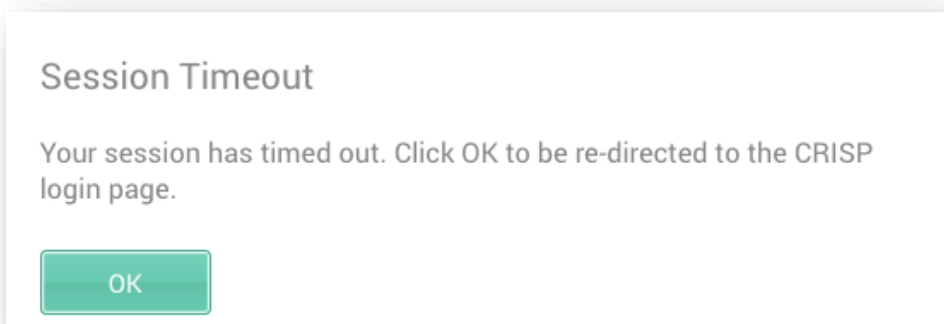 Session Timeout
Your session has timed out. Click OK to be re-directed to the CRISP
login page.
OK